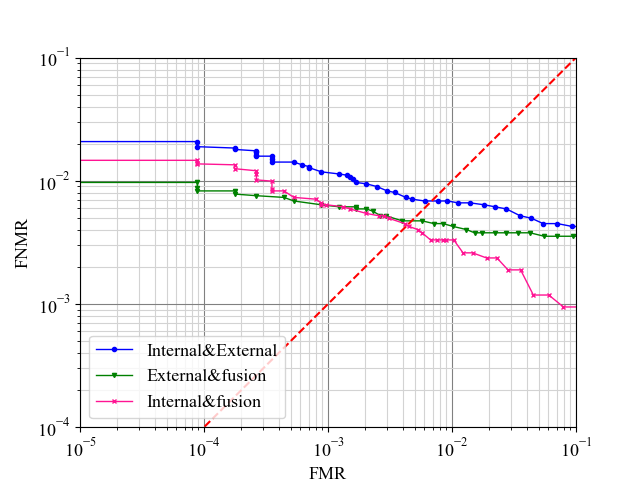 10⁻¹
10⁻²
10⁻³
10⁻⁴
FNMR
Internal&External
External&fusion
Internal&fusion
10⁻⁵ 10⁻⁴ 10⁻³ 10⁻² 10⁻¹
FMR